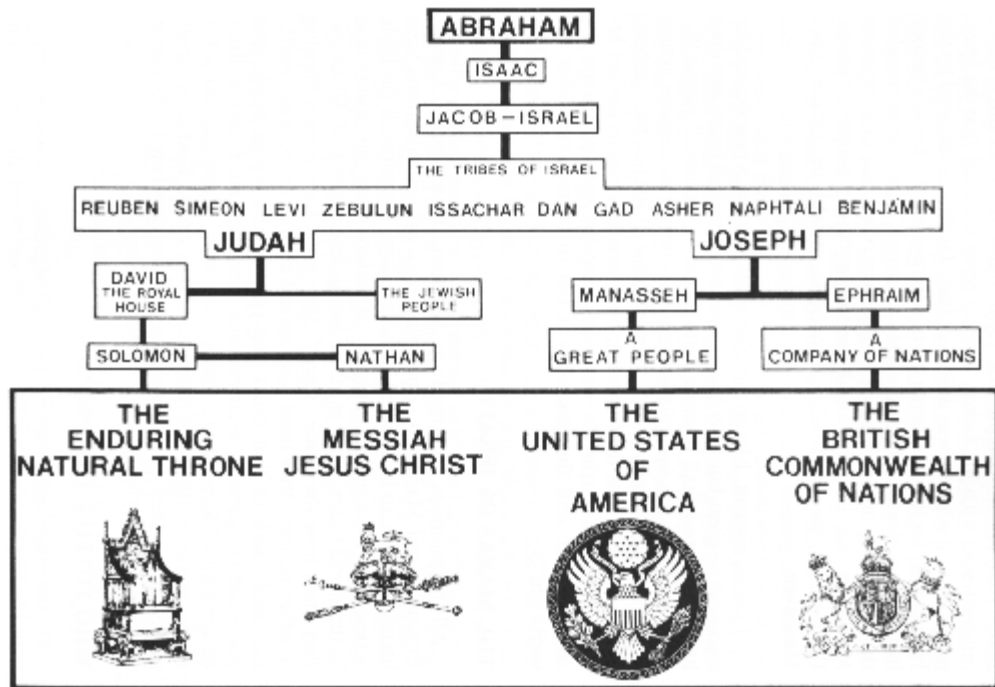 ABRAHAM
ISAAC
JACOB-ISRAEL
THE TRIBES OF ISRAEL
REUBEN SIMEON LEVI ZEBULUN ISSACHAR DAN GAD ASHER NAPHTALI BENJAMIN
JUDAH
JOSEPH
DAVID
THE ROYAL
HOUSE
THE JEWISH
PEOPLE
MANASSEH
EPHRAIM
SOLOMON
NATHAN
A
GREAT PEOPLE
A
COMPANY OF NATIONS
THE
ENDURING
NATURAL THRONE
THE
MESSIAH
JESUS CHRIST
THE
UNITED STATES
OF
AMERICA
THE
BRITISH
COMMONWEALTH
OF NATIONS